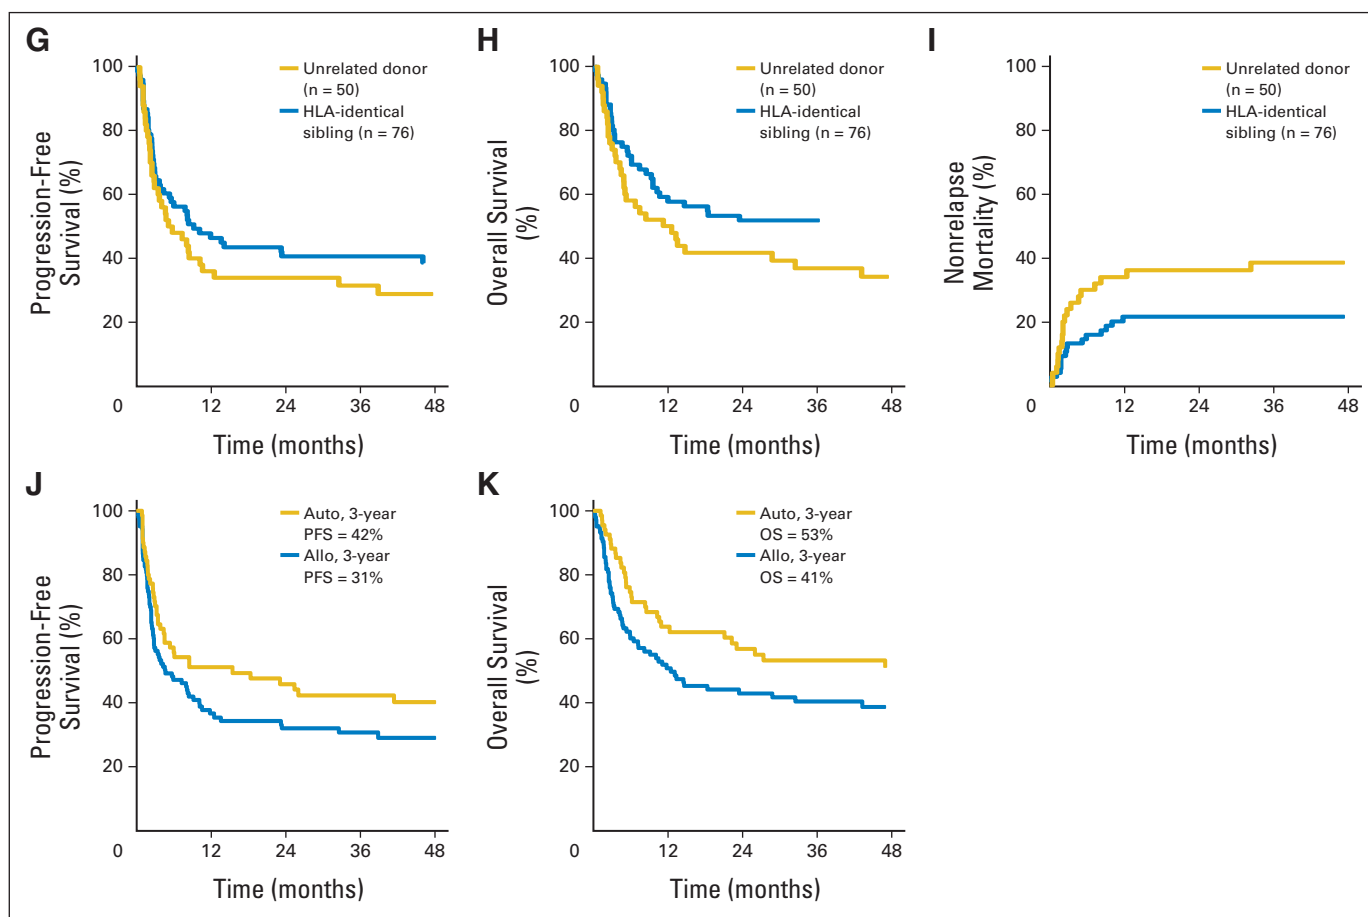 G
Progression-Free
Survival (%)
100
80
60
40
20
0
12
24
36
48
Time (months)
Unrelated donor
(n = 50)
HLA-identical
sibling (n = 76)
H
Overall Survival
(%)
100
80
60
40
20
0
12
24
36
48
Time (months)
Unrelated donor
(n = 50)
HLA-identical
sibling (n = 76)
I
Nonrelapse
Mortality (%)
100
80
60
40
20
0
12
24
36
48
Time (months)
Unrelated donor
(n = 50)
HLA-identical
sibling (n = 76)
J
Progression-Free
Survival (%)
100
80
60
40
20
0
12
24
36
48
Time (months)
Auto, 3-year
PFS = 42%
Allo, 3-year
PFS = 31%
K
Overall Survival
(%)
100
80
60
40
20
0
12
24
36
48
Time (months)
Auto, 3-year
OS = 53%
Allo, 3-year
OS = 41%